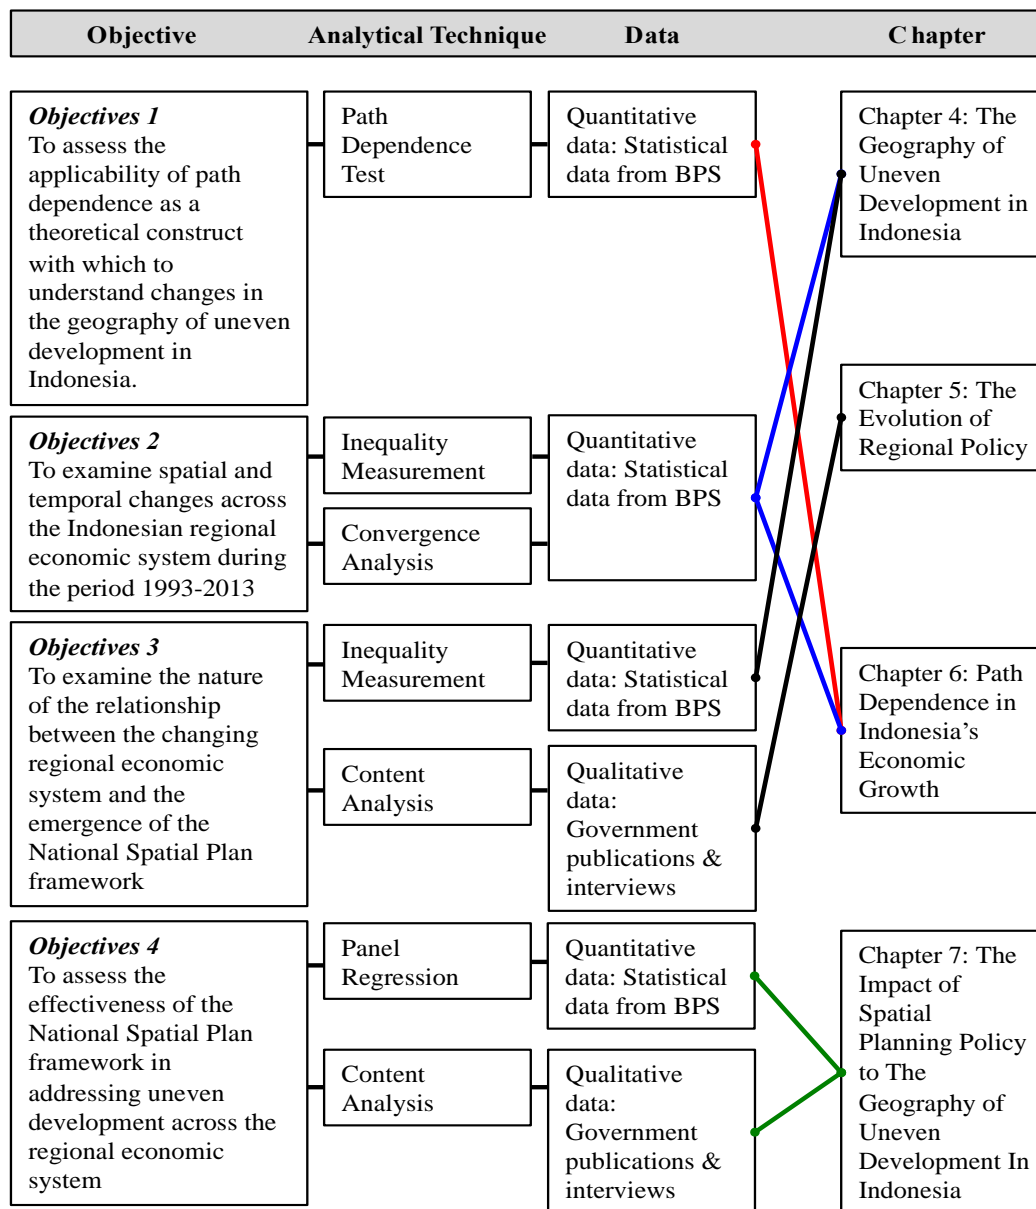 Objective
Analytical Technique
Data
Chapter
Objectives 1
To assess the
applicability of path
dependence as a
theoretical construct
with which to
understand changes in
the geography of uneven
development in
Indonesia.
Path
Dependence
Test
Quantitative
data: Statistical
data from BPS
Chapter 4: The
Geography of
Uneven
Development in
Indonesia
Objectives 2
To examine spatial and
temporal changes across
the Indonesian regional
economic system during
the period 1993-2013
Inequality
Measurement
Convergence
Analysis
Quantitative
data: Statistical
data from BPS
Chapter 5: The
Evolution of
Regional Policy
Objectives 3
To examine the nature
of the relationship
between the changing
regional economic
system and the
emergence of the
National Spatial Plan
framework
Inequality
Measurement
Quantitative
data: Statistical
data from BPS
Content
Analysis
Qualitative
data:
Government
publications &
interviews
Chapter 6: Path
Dependence in
Indonesia’s
Economic
Growth
Objectives 4
To assess the
effectiveness of the
National Spatial Plan
framework in
addressing uneven
development across the
regional economic
system
Panel
Regression
Quantitative
data: Statistical
data from BPS
Content
Analysis
Qualitative
data:
Government
publications &
interviews
Chapter 7: The
Impact of
Spatial
Planning Policy
to The
Geography of
Uneven
Development In
Indonesia